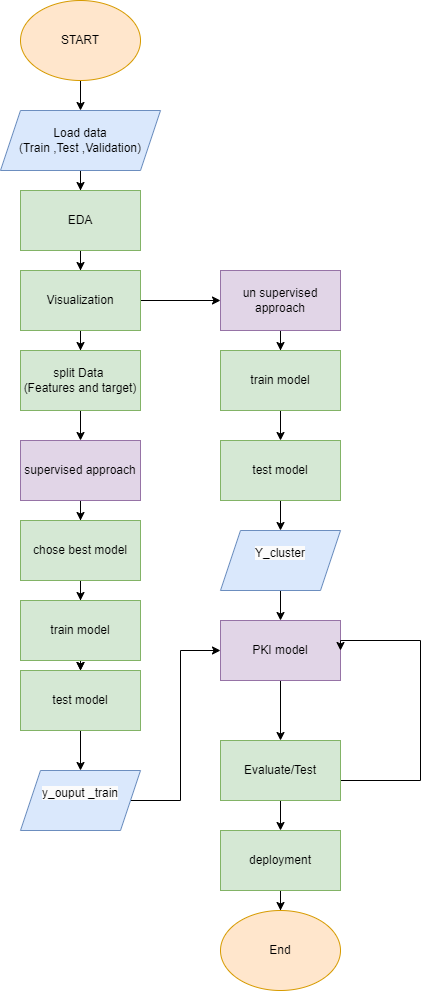 START
Load data
(Train ,Test ,Validation)
EDA
Visualization
split Data
(Features and target)
supervised approach
chose best model
train model
test model
y_ouput _train
un supervised
approach
train model
test model
Y_cluster
PKI model
Evaluate/Test
deployment
End